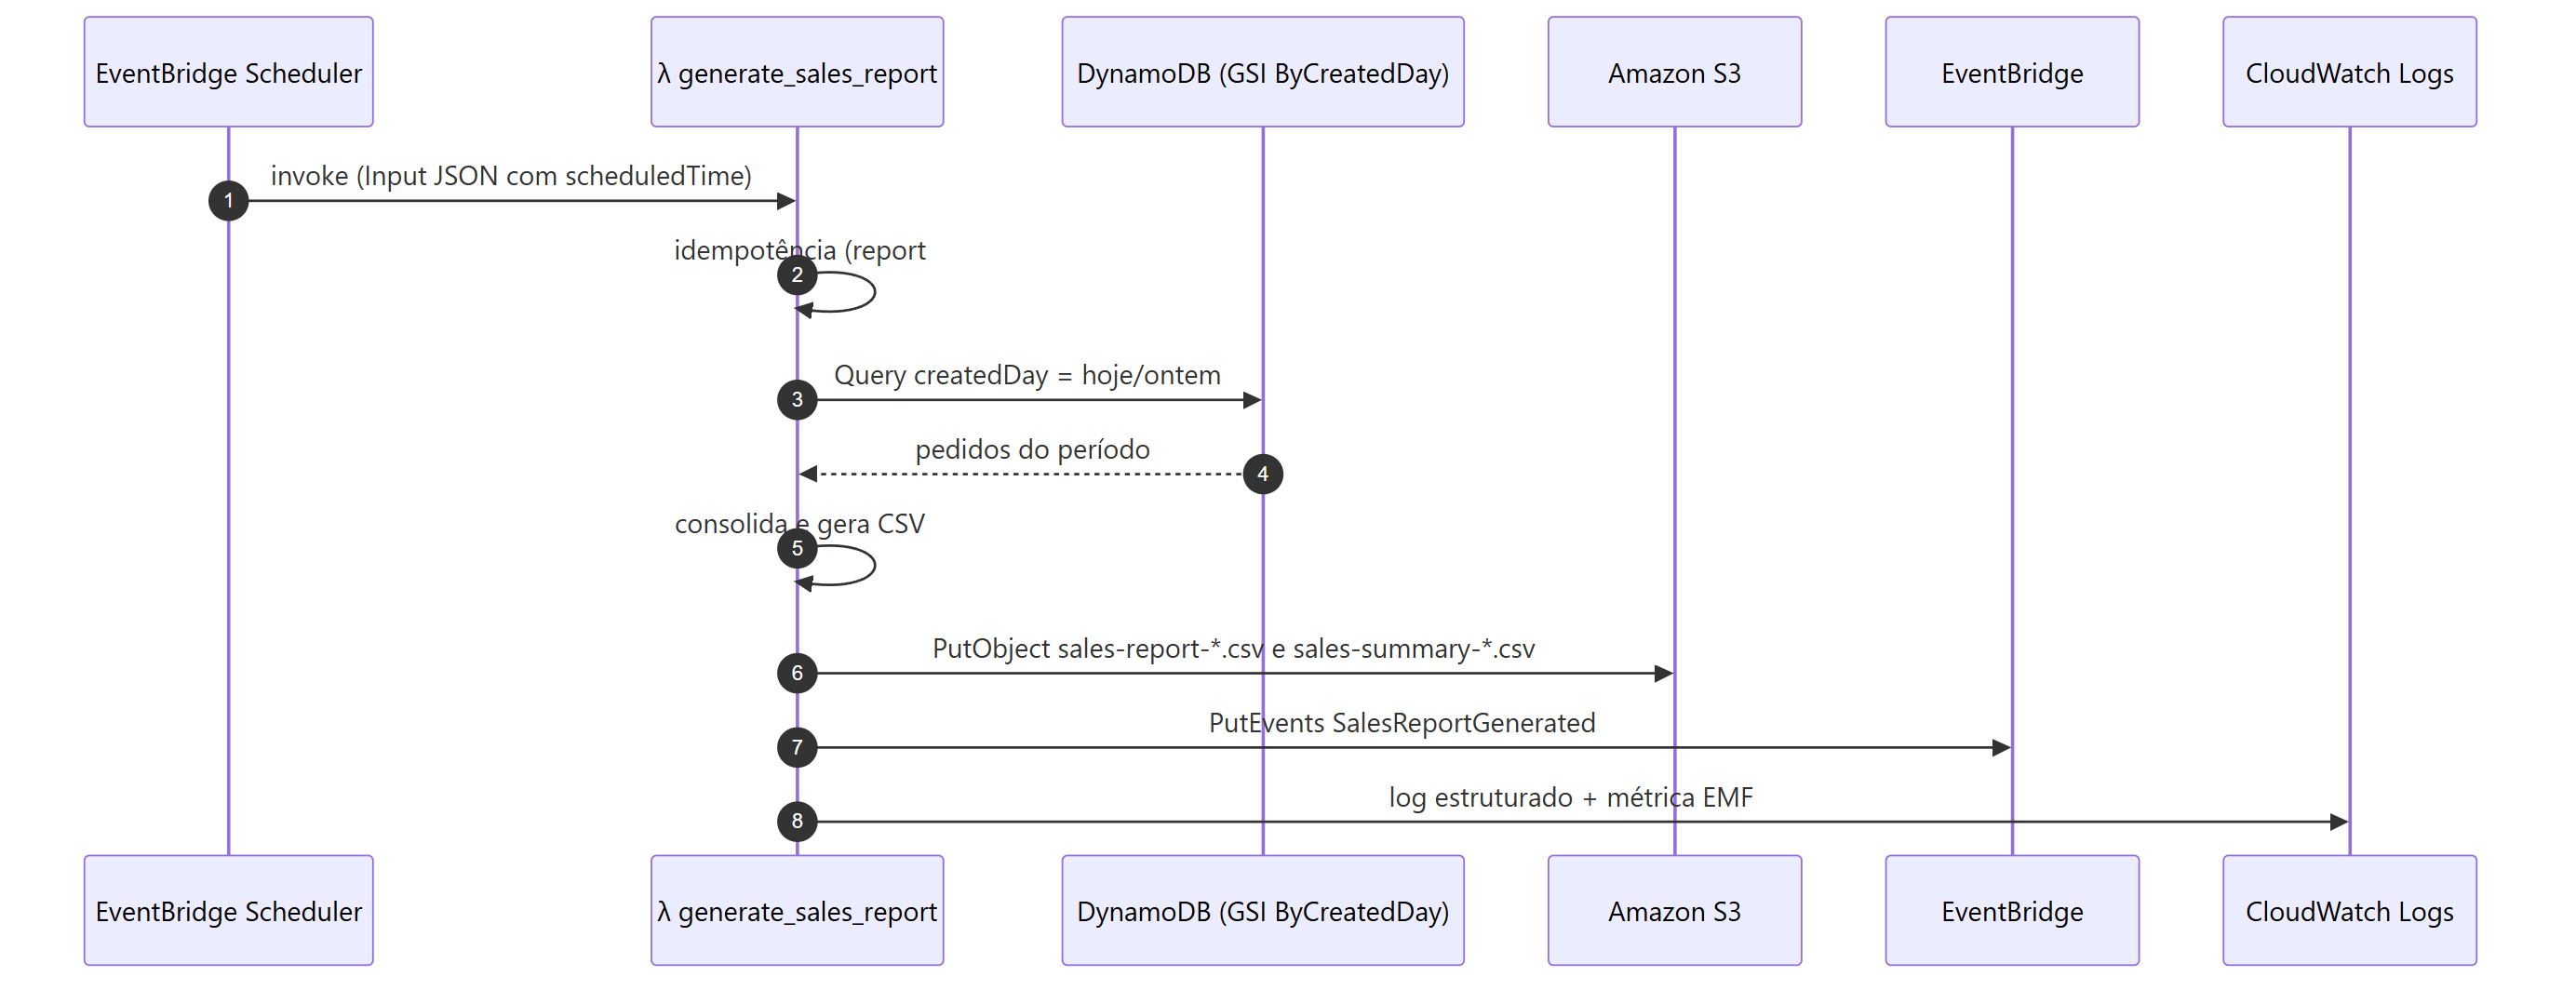 EventBridge Scheduler
λ generate_sales_report
DynamoDB (GSI ByCreatedDay)
Amazon S3
EventBridge
CloudWatch Logs
invoke (Input JSON com scheduledTime)
1
idempotência (report
2
Query createdDay = hoje/ontem
3
pedidos do período
4
consolida e gera CSV
5
PutObject sales-report-*.csv e sales-summary-*.csv
6
PutEvents SalesReportGenerated
7
log estruturado + métrica EMF
8
EventBridge Scheduler
λ generate_sales_report
DynamoDB (GSI ByCreatedDay)
Amazon S3
EventBridge
CloudWatch Logs